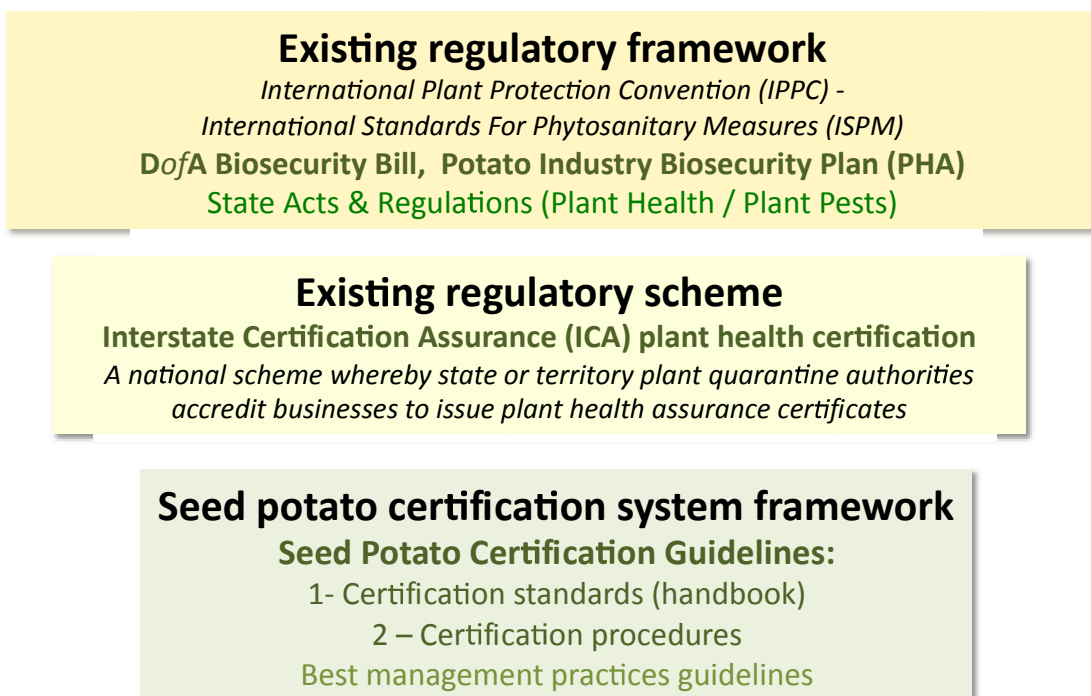 Existing regulatory framework
International Plant Protection Convention (IPPC) -
International Standards For Phytosanitary Measures (ISPM)
DofA Biosecurity Bill,  Potato Industry Biosecurity Plan (PHA)
State Acts & Regulations (Plant Health / Plant Pests)
Existing regulatory scheme
Interstate Certification Assurance (ICA) plant health certification
A national scheme whereby state or territory plant quarantine authorities
accredit businesses to issue plant health assurance certificates
Seed potato certification system framework
Seed Potato Certification Guidelines:
1- Certification standards (handbook)
2 – Certification procedures
Best management practices guidelines